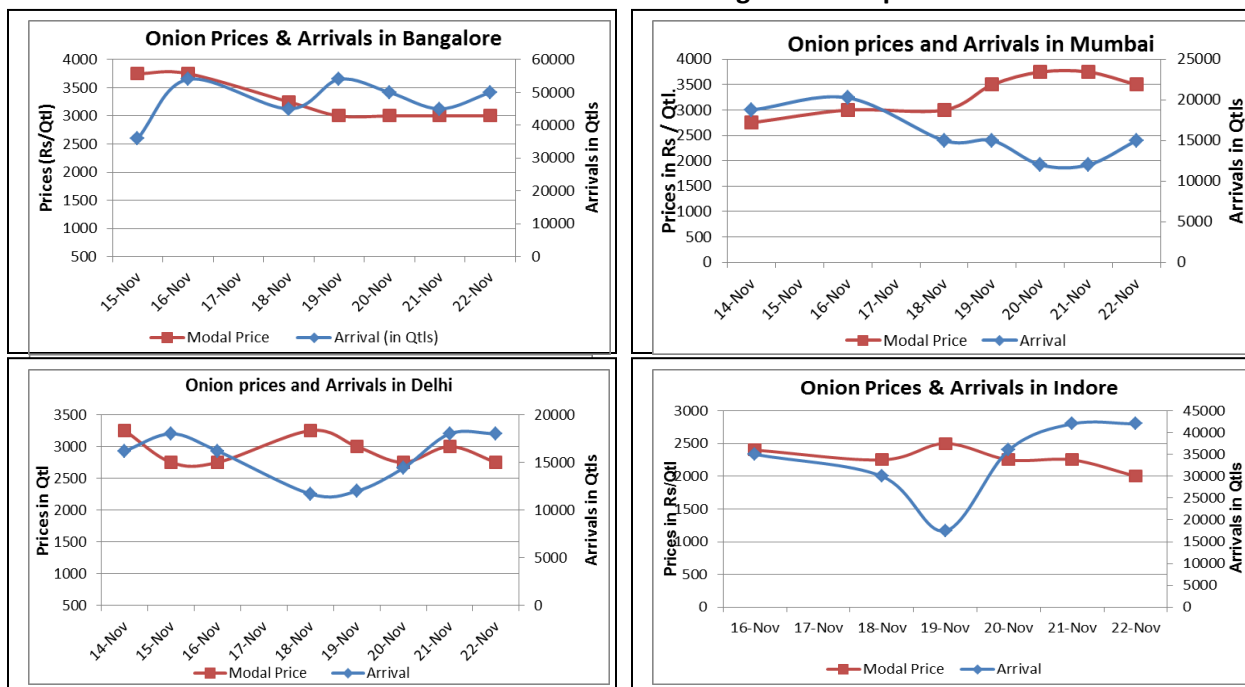 Onion Prices & Arrivals in Bangalore
4000
3500
3000
2500
2000
1500
1000
500
Prices (Rs/Qtl)
60000
50000
40000
30000
20000
10000
0
Arrivals in Qtls
15-Nov
16-Nov
17-Nov
18-Nov
19-Nov
20-Nov
21-Nov
22-Nov
Modal Price
Arrival (in Qtls)
Onion prices and Arrivals in Mumbai
4000
3500
3000
2500
2000
1500
1000
500
0
Prices in Rs / Qtl.
25000
20000
15000
10000
5000
0
Arrivals in Qtls
14-Nov
15-Nov
16-Nov
17-Nov
18-Nov
19-Nov
20-Nov
21-Nov
22-Nov
Modal Price
Arrival
Onion prices and Arrivals in Delhi
3500
3000
2500
2000
1500
1000
500
Prices in Qtl
20000
15000
10000
5000
0
Arrivals in Qtls
14-Nov
15-Nov
16-Nov
17-Nov
18-Nov
19-Nov
20-Nov
21-Nov
22-Nov
Modal Price
Arrival
Onion Prices & Arrivals in Indore
3000
2500
2000
1500
1000
500
0
Prices in Rs/Qtl
45000
40000
35000
30000
25000
20000
15000
10000
5000
0
Arrivals in Qtls
16-Nov
17-Nov
18-Nov
19-Nov
20-Nov
21-Nov
22-Nov
Modal Price
Arrival